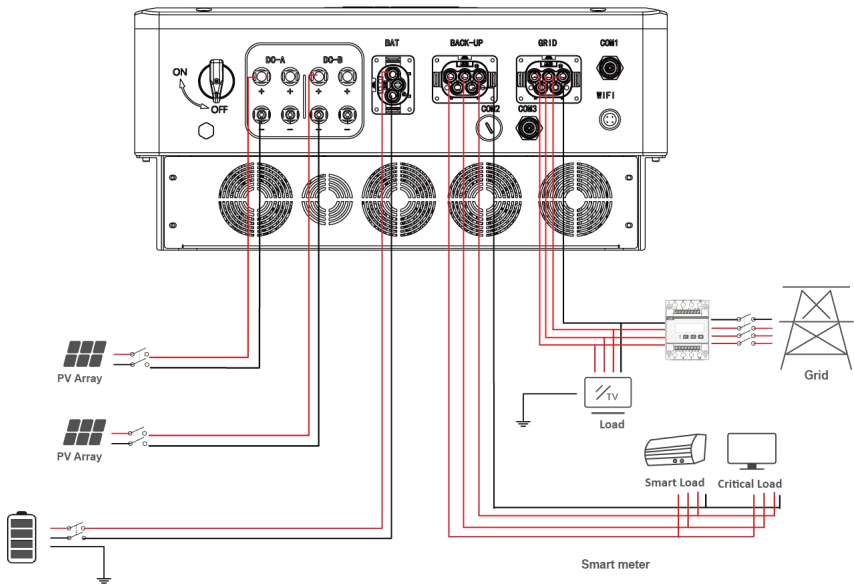 BAT
BACK-UP
GRID
COM1
DC-A
DC-B
ON
OFF
+ + + +
- - - -
COM2
COM3
WIFI
PV Array
Grid
TV
Load
PV Array
Smart Load
Critical Load
Smart meter